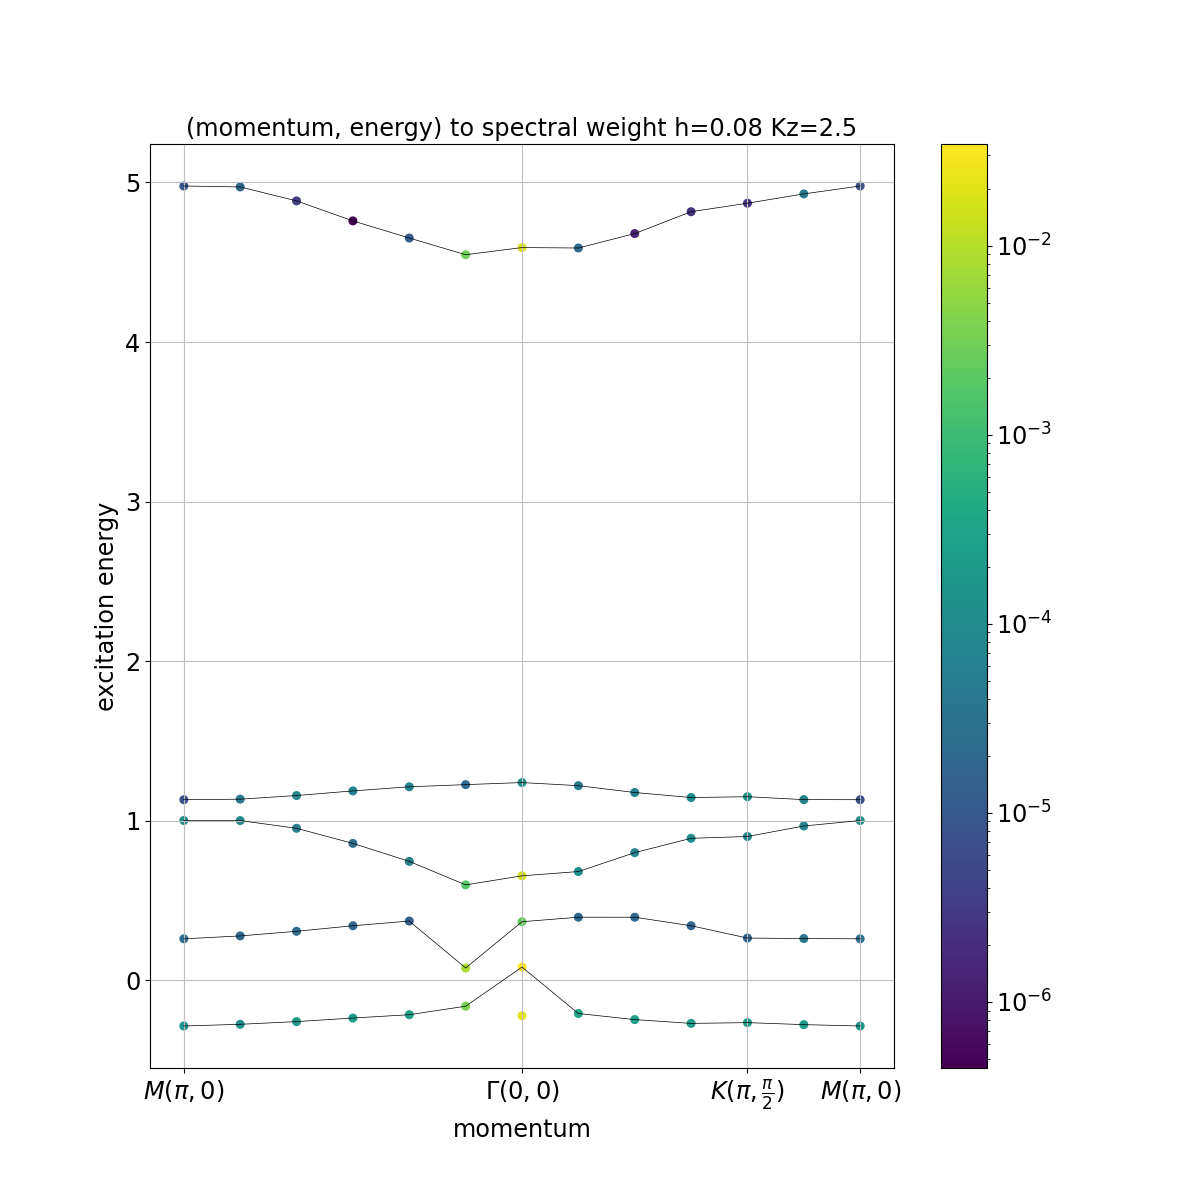 (momentum, energy) to spectral weight h=0.08 Kz=2.5
5
4
3
2
1
0
excitation energy
M(π, 0)
Γ(0, 0)
K(π, π/2)
M(π, 0)
momentum
10⁻²
10⁻³
10⁻⁴
10⁻⁵
10⁻⁶